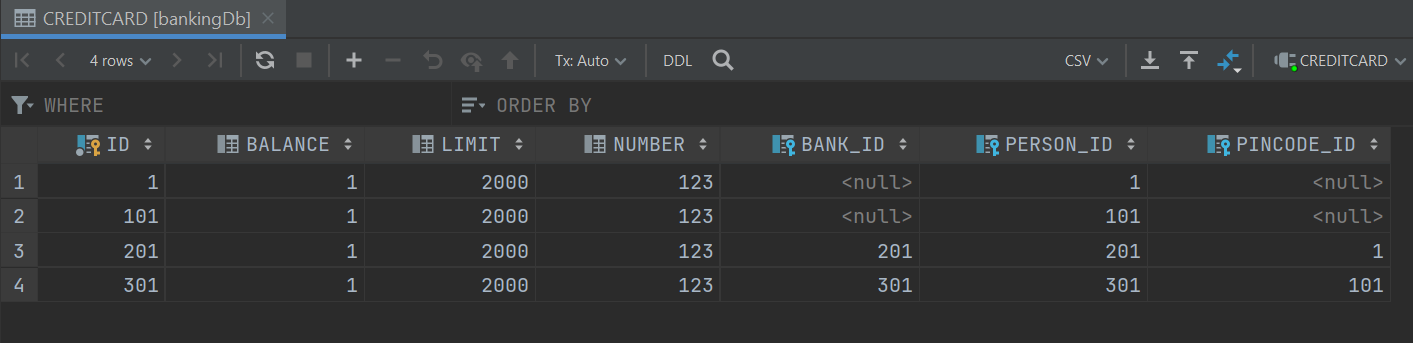 CREDITCARD [bankingDb]
4 rows Tx: Auto DDL CSV CREDITCARD
WHERE ORDER BY
ID BALANCE LIMIT NUMBER BANK_ID PERSON_ID PINCODE_ID
1 1 1 2000 123 <null> 1 <null>
2 101 1 2000 123 <null> 101 <null>
3 201 1 2000 123 201 201 1
4 301 1 2000 123 301 301 101